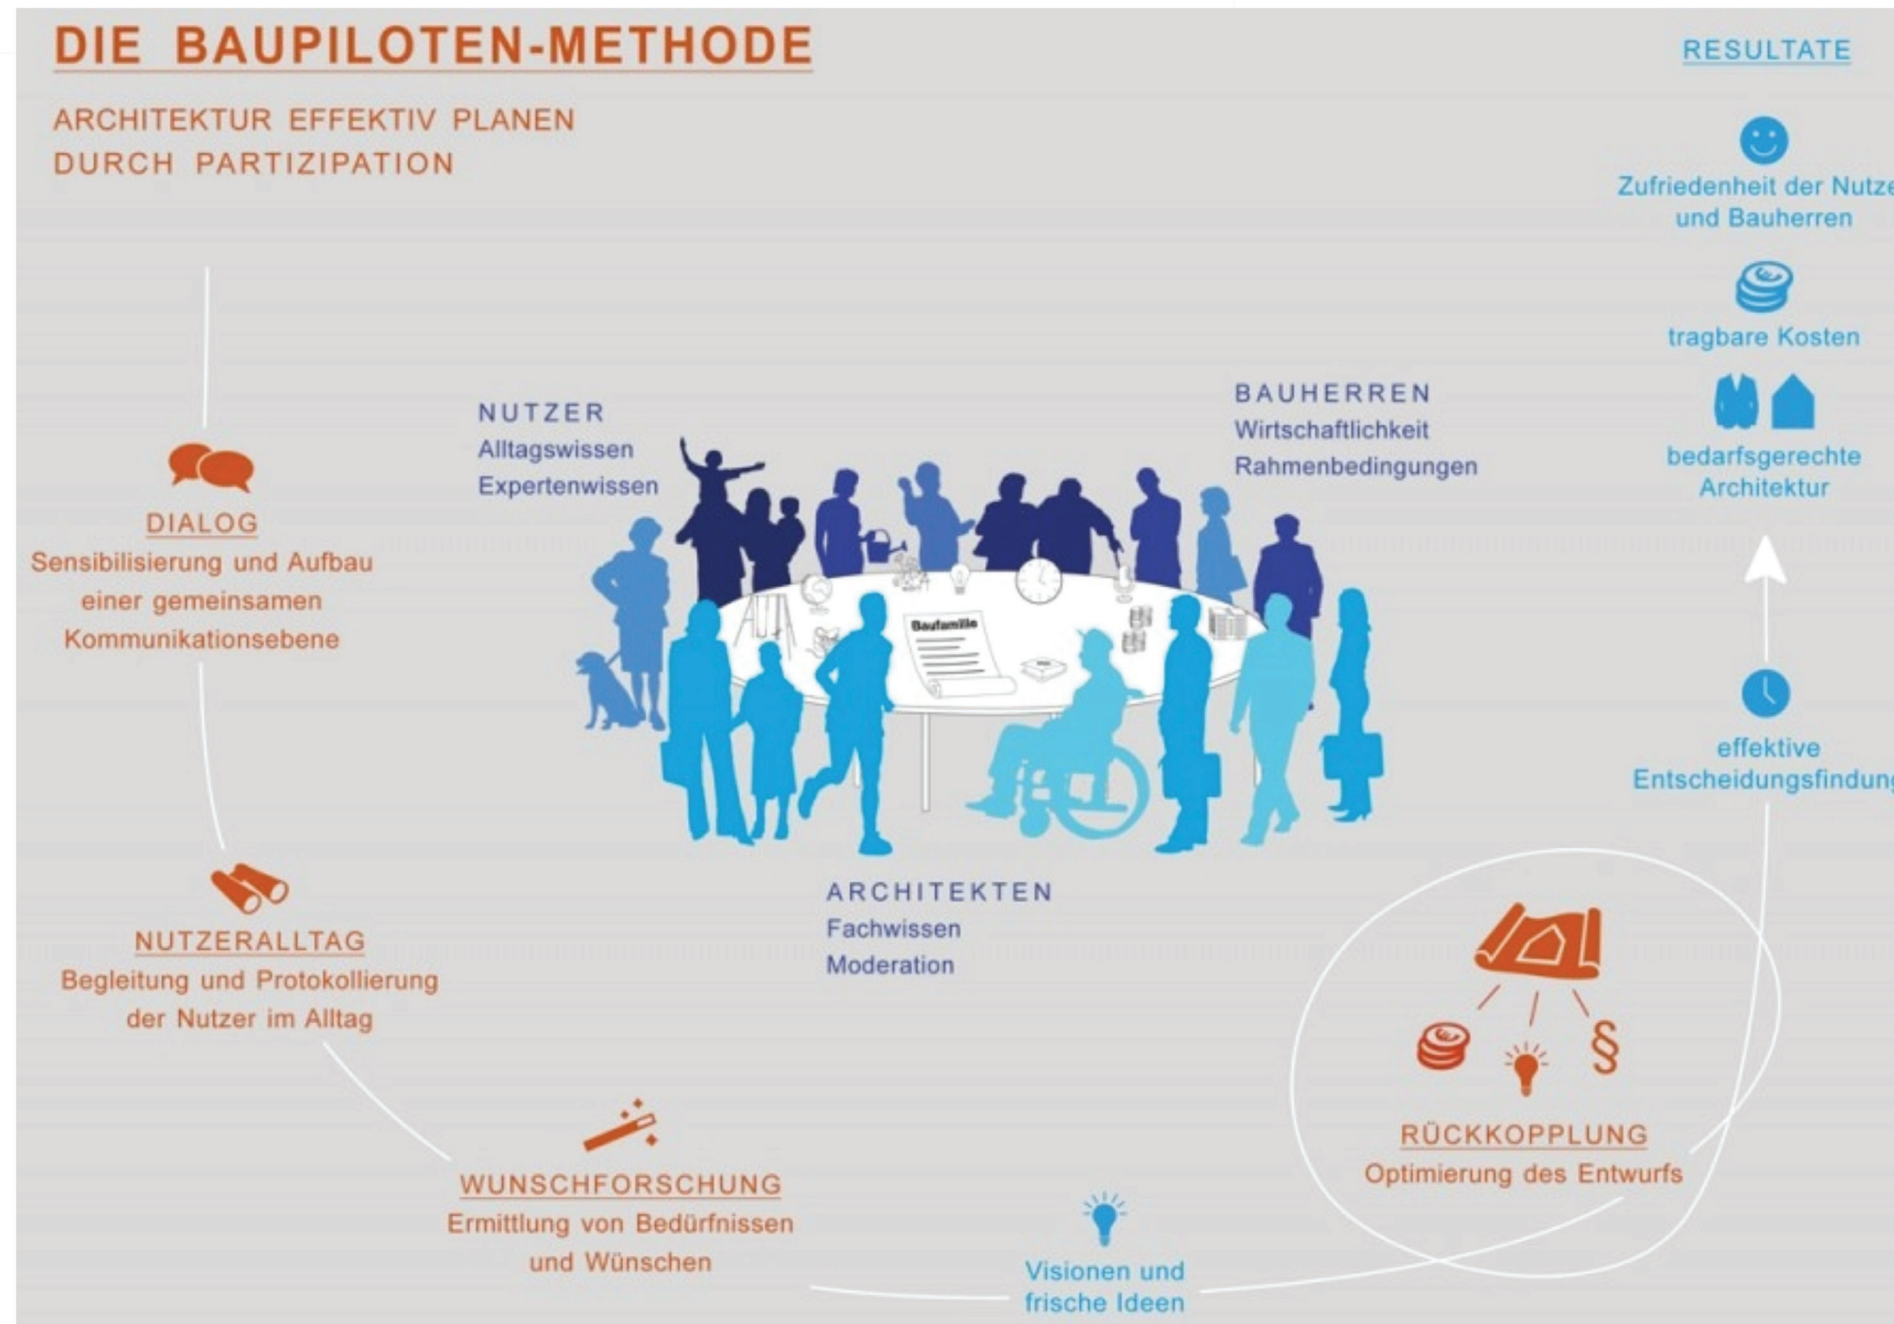 DIE BAUPILOTEN-METHODE
ARCHITEKTUR EFFEKTIV PLANEN
DURCH PARTIZIPATION
DIALOG
Sensibilisierung und Aufbau
einer gemeinsamen
Kommunikationsebene
NUTZERALLTAG
Begleitung und Protokollierung
der Nutzer im Alltag
WUNSCHFORSCHUNG
Ermittlung von Bedürfnissen
und Wünschen
NUTZER
Alltagswissen
Expertenwissen
BAUHERREN
Wirtschaftlichkeit
Rahmenbedingungen
Baufamilie
ARCHITEKTEN
Fachwissen
Moderation
Visionen und
frische Ideen
§
RÜCKKOPPLUNG
Optimierung des Entwurfs
RESULTATE
Zufriedenheit der Nutze
und Bauherren
tragbare Kosten
bedarfsgerechte
Architektur
effektive
Entscheidungsfindung